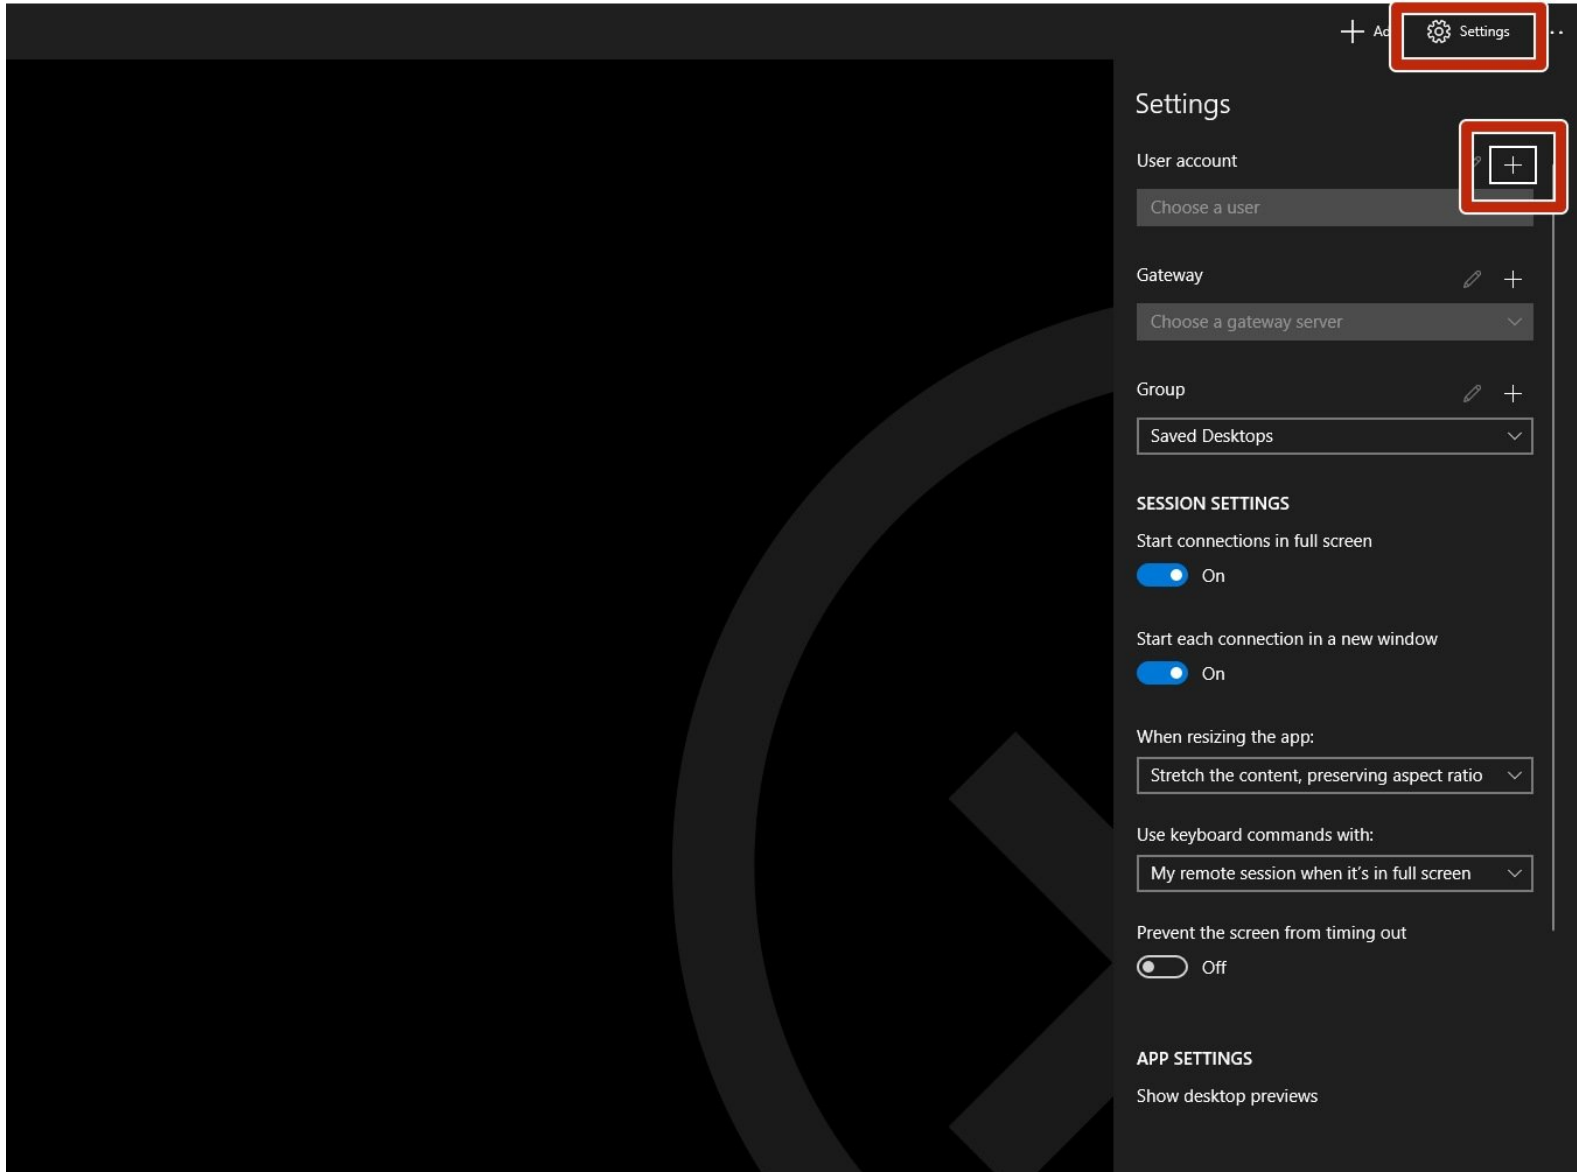 Settings
Settings
User account
Choose a user
Gateway
Choose a gateway server
Group
Saved Desktops
SESSION SETTINGS
Start connections in full screen
On
Start each connection in a new window
On
When resizing the app:
Stretch the content, preserving aspect ratio
Use keyboard commands with:
My remote session when it's in full screen
Prevent the screen from timing out
Off
APP SETTINGS
Show desktop previews